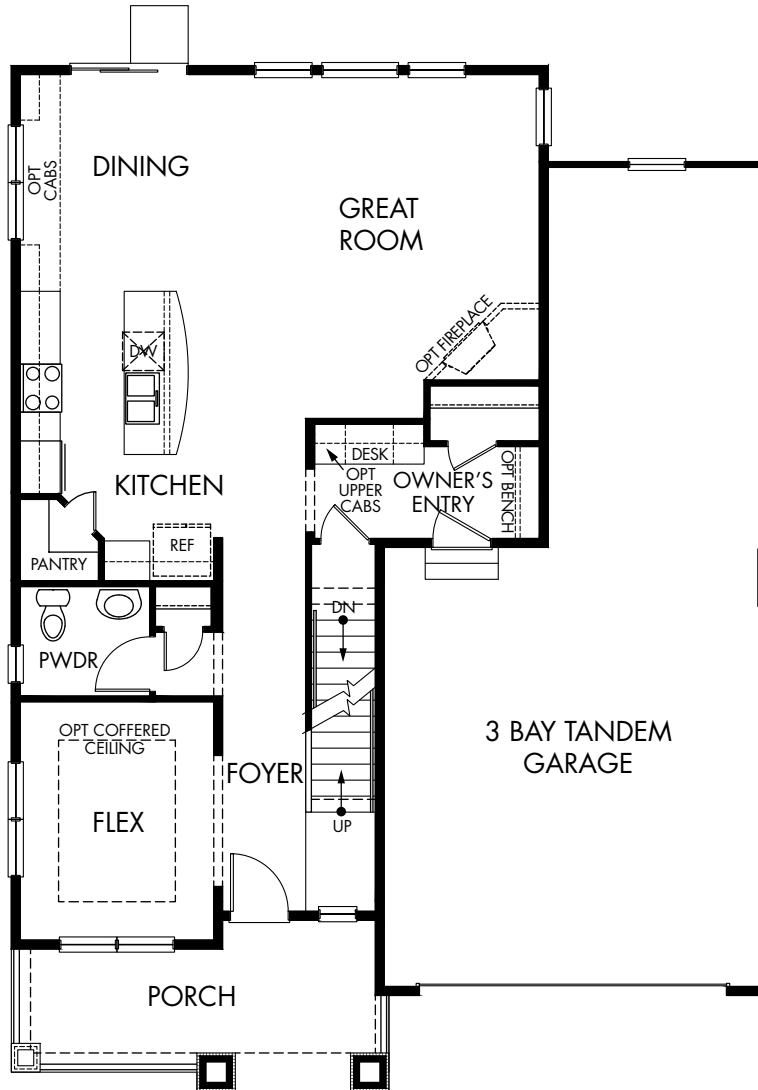 DINING
OPT
CABS
GREAT
ROOM
OPT FIREPLACE
DW
KITCHEN
DESK
OPT
UPPER
CABS
OWNER'S
ENTRY
OPT BENCH
REF
PANTRY
DN
PWDR
OPT COFFERED
CEILING
3 BAY TANDEM
GARAGE
FOYER
FLEX
UP
PORCH